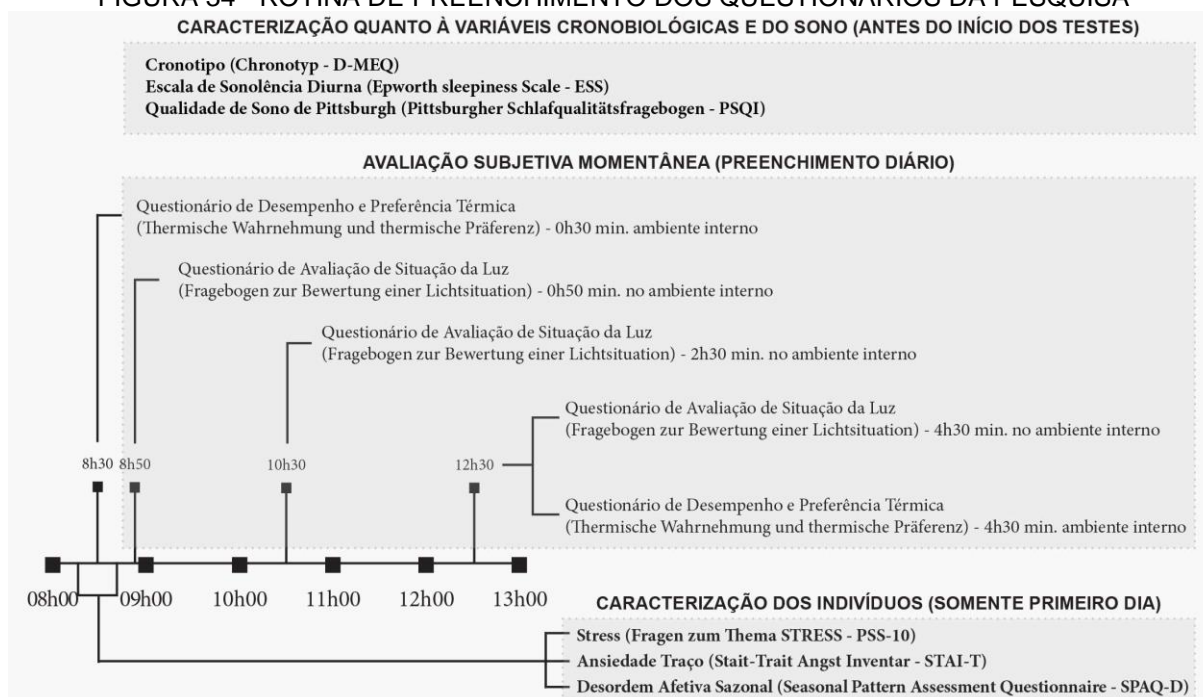 FIGURA 34 - ROTINA DE PREENCHIMENTO DOS QUESTIONÁRIOS DA PESQUISA
CARACTERIZAÇÃO QUANTO À VARIÁVEIS CRONOBIOLÓGICAS E DO SONO (ANTES DO INÍCIO DOS TESTES)
Cronotipo (Chronotyp - D-MEQ)
Escala de Sonolência Diurna (Epworth sleepiness Scale - ESS)
Qualidade de Sono de Pittsburgh (Pittsburgher Schlafqualitätsfragebogen - PSQI)
AVALIAÇÃO SUBJETIVA MOMENTÂNEA (PREENCHIMENTO DIÁRIO)
Questionário de Desempenho e Preferência Térmica
(Thermische Wahrnehmung und thermische Präferenz) - 0h30 min. ambiente interno
Questionário de Avaliação de Situação da Luz
(Fragebogen zur Bewertung einer Lichtsituation) - 0h50 min. no ambiente interno
Questionário de Avaliação de Situação da Luz
(Fragebogen zur Bewertung einer Lichtsituation) - 2h30 min. no ambiente interno
Questionário de Avaliação de Situação da Luz
(Fragebogen zur Bewertung einer Lichtsituation) - 4h30 min. no ambiente interno
8h30 8h50 10h30 12h30
Questionário de Desempenho e Preferência Térmica
(Thermische Wahrnehmung und thermische Präferenz) - 4h30 min. ambiente interno
08h00 09h00 10h00 11h00 12h00 13h00
CARACTERIZAÇÃO DOS INDIVÍDUOS (SOMENTE PRIMEIRO DIA)
Stress (Fragen zum Thema STRESS - PSS-10)
Ansiedade Traço (Stait-Trait Angst Inventar - STAI-T)
Desordem Afetiva Sazonal (Seasonal Pattern Assessment Questionnaire - SPAQ-D)